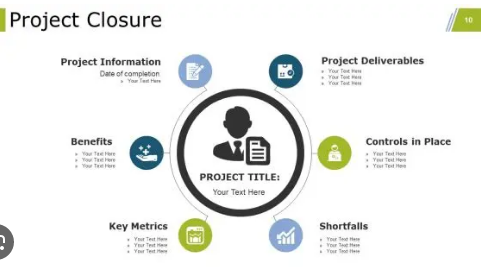 Project Closure
10
Project Information
Date of completion:
Your Text Here
Project Deliverables
Your Text Here
Your Text Here
Your Text Here
Benefits
Your Text Here
Your Text Here
Your Text Here
Controls in Place
Your Text Here
Your Text Here
Your Text Here
PROJECT TITLE:
Your Text Here
Key Metrics
Your Text Here
Your Text Here
Your Text Here
Shortfalls
Your Text Here
Your Text Here
Your Text Here